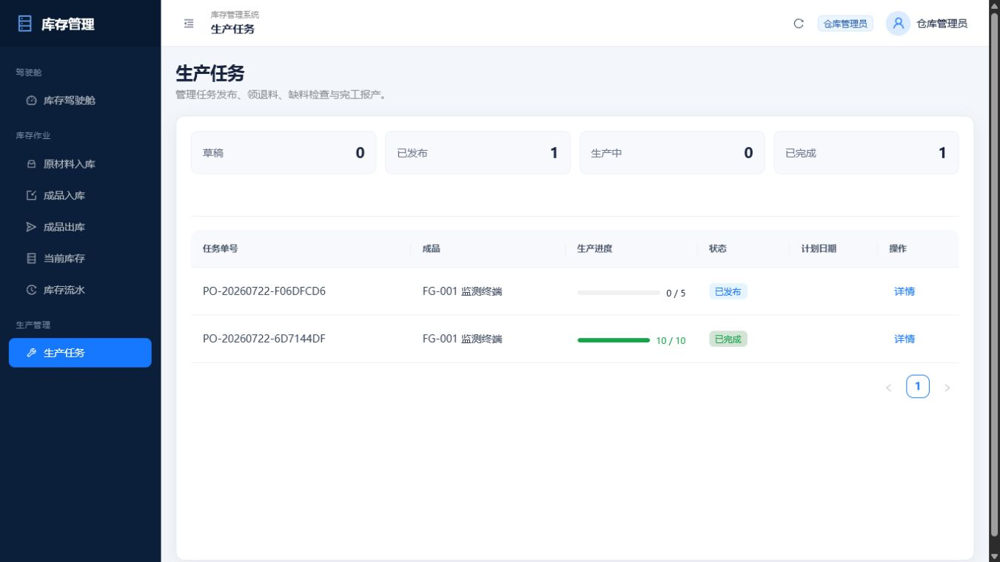 库存管理
库存管理系统
生产任务
仓库管理员
仓库管理员
驾驶舱
库存驾驶舱
库存作业
原材料入库
成品入库
成品出库
当前库存
库存流水
生产管理
生产任务
生产任务
管理任务发布、领退料、缺料检查与完工报产。
草稿 0
已发布 1
生产中 0
已完成 1
任务单号 成品 生产进度 状态 计划日期 操作
PO-20260722-F06DFCD6 FG-001 监测终端 0 / 5 已发布 详情
PO-20260722-6D7144DF FG-001 监测终端 10 / 10 已完成 详情
1